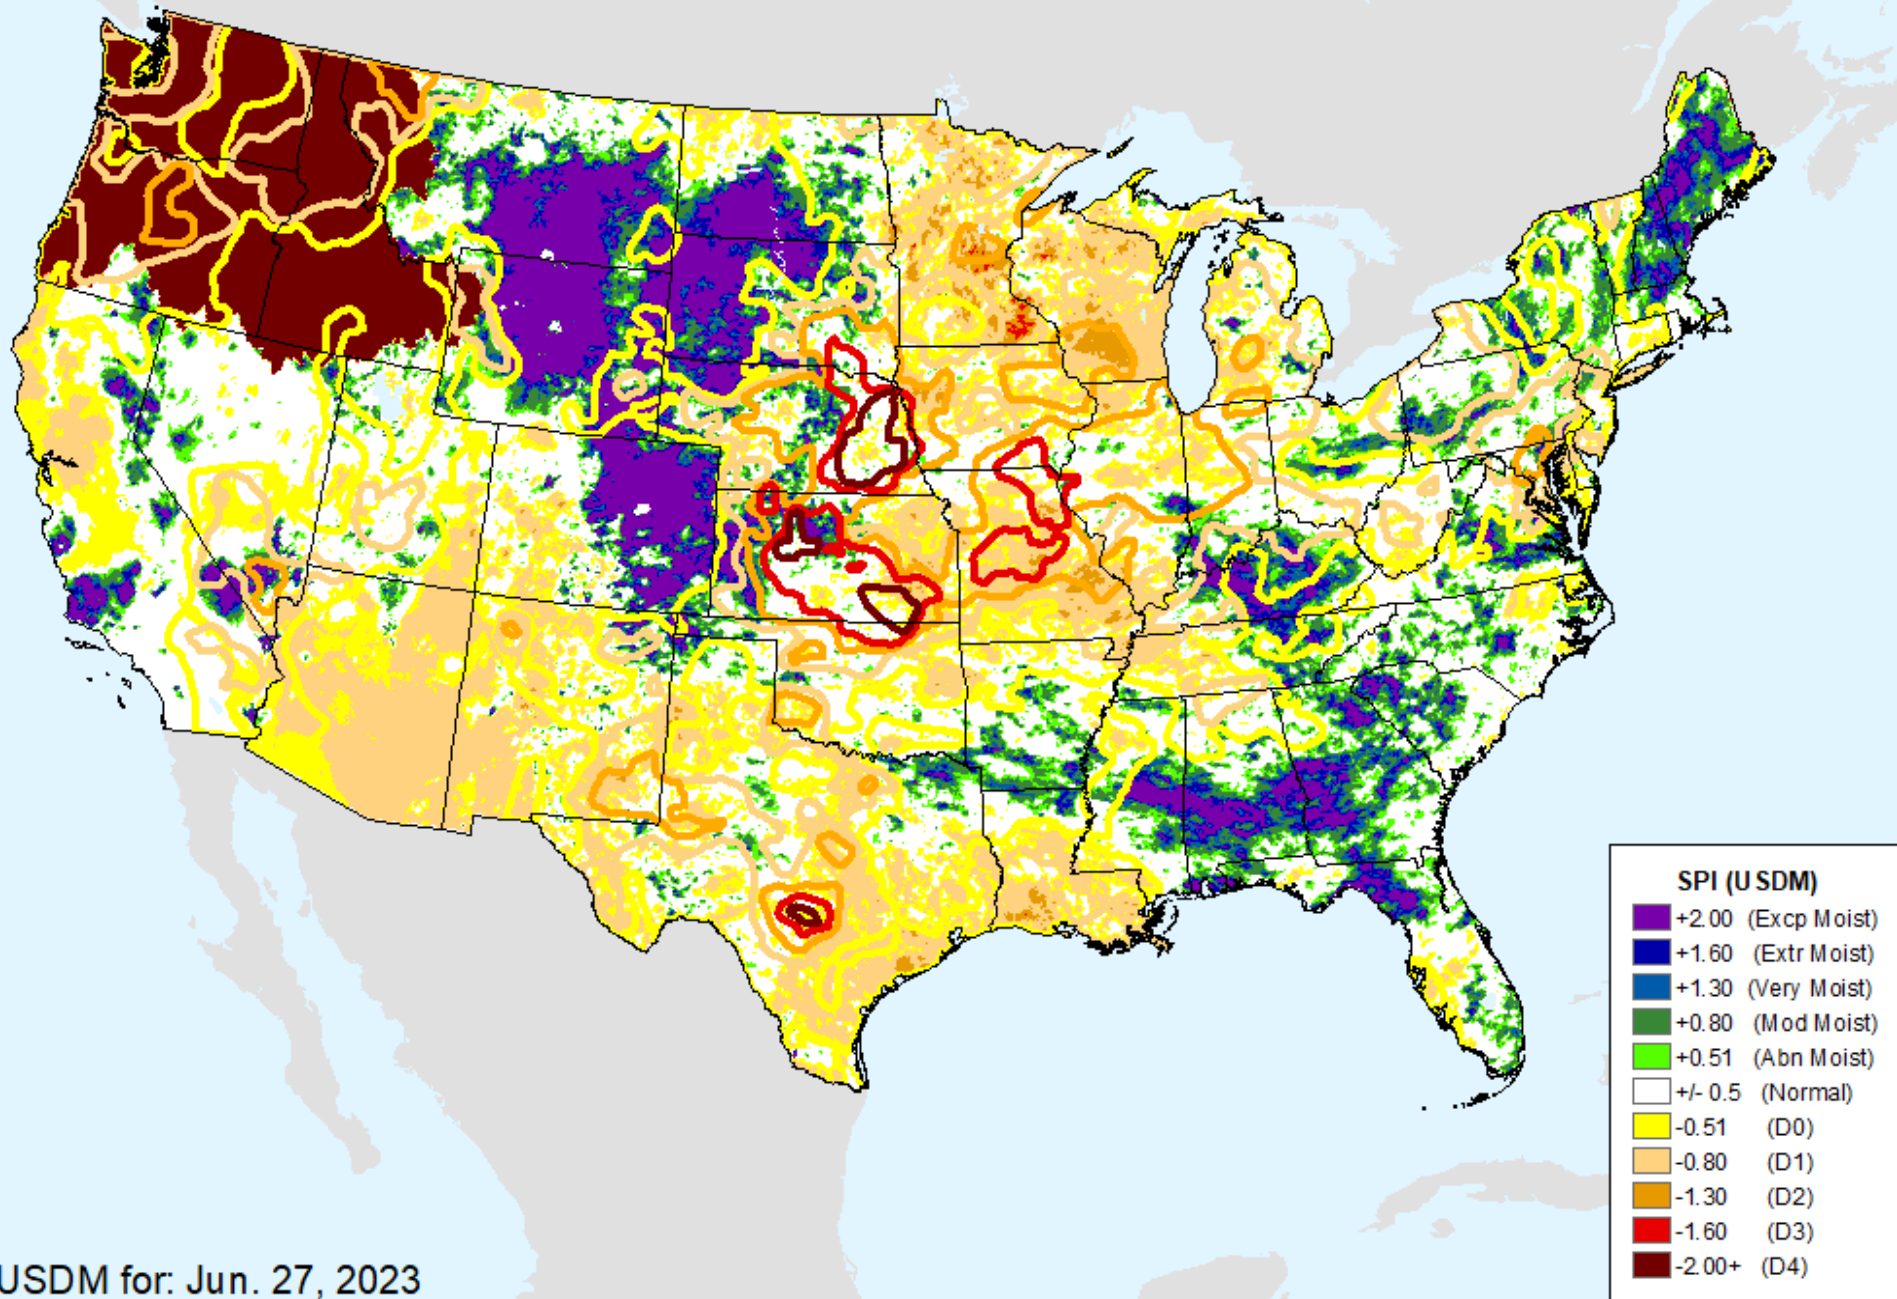 SPI (USDM)
+2.00 (Excp Moist)
+1.60 (Extr Moist)
+1.30 (Very Moist)
+0.80 (Mod Moist)
+0.51 (Abn Moist)
+/- 0.5 (Normal)
-0.51 (D0)
-0.80 (D1)
-1.30 (D2)
-1.60 (D3)
-2.00+ (D4)
USDM for: Jun. 27, 2023